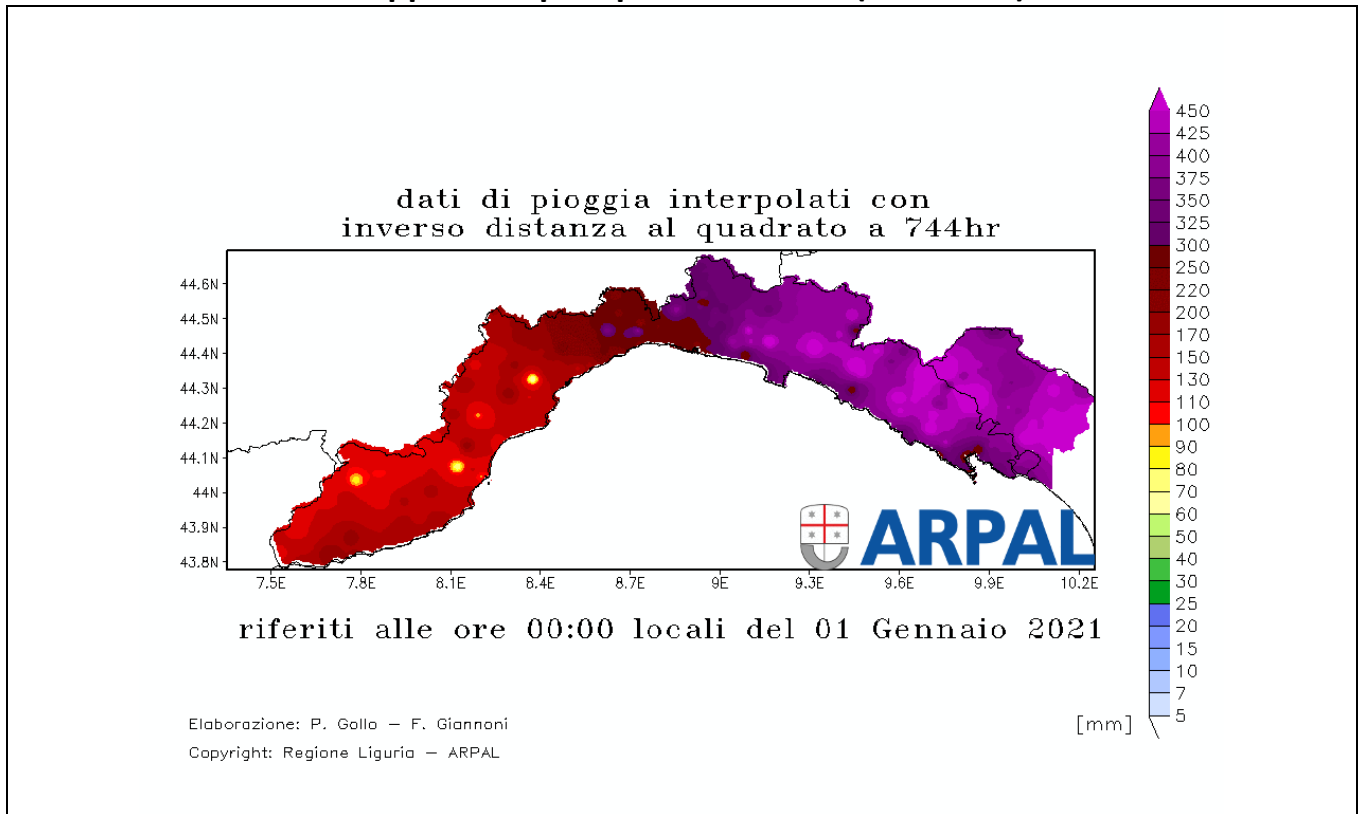 dati di pioggia interpolati con
inverso distanza al quadrato a 744hr
44.6N
44.5N
44.4N
44.3N
44.2N
44.1N
44N
43.9N
43.8N
7.5E 7.8E 8.1E 8.4E 8.7E 9E 9.3E 9.6E 9.9E 10.2E
ARPAL
450
425
400
375
350
325
300
250
200
170
150
130
110
100
90
80
70
60
50
40
30
25
20
15
10
7
5
[mm]
riferiti alle ore 00:00 locali del 01 Gennaio 2021
Elaborazione: P. Gollo – F. Giannoni
Copyright: Regione Liguria – ARPAL